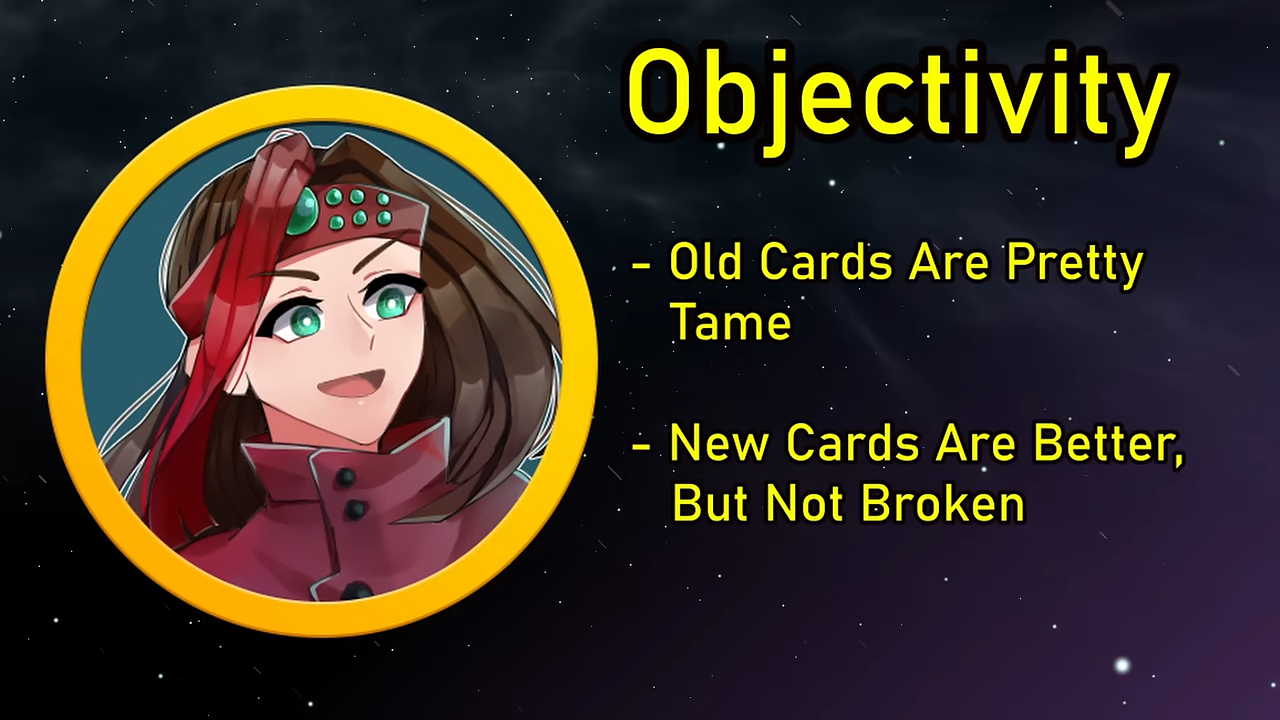 Objectivity
- Old Cards Are Pretty
Tame
- New Cards Are Better,
But Not Broken